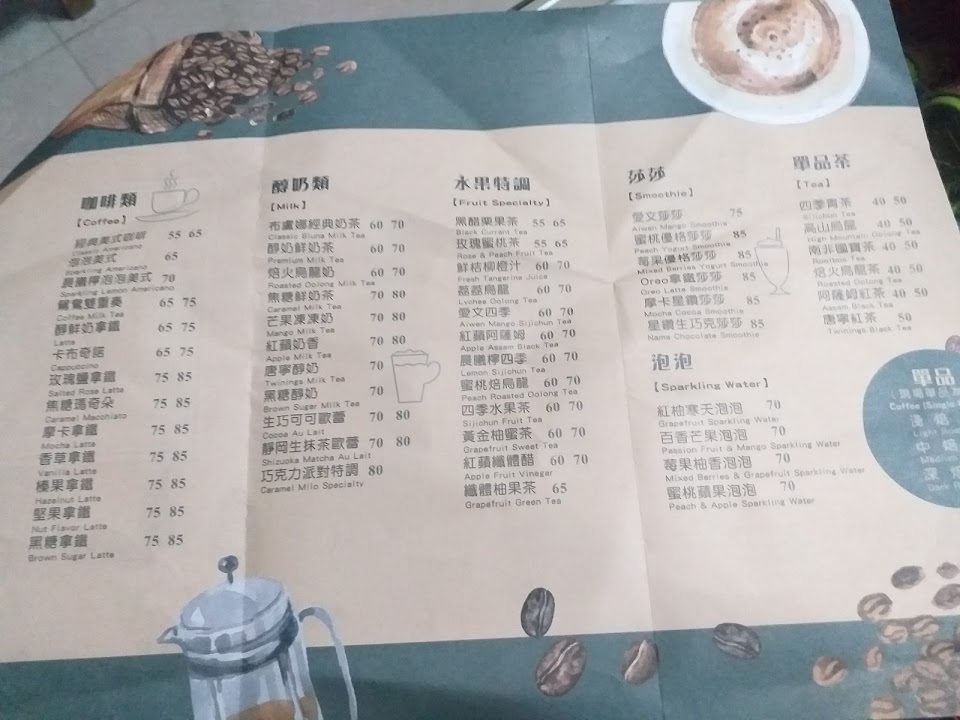 咖啡類
【Coffee】
經典美式咖啡 55 65
Classic Americano
泡泡美式 65
Sparkling Americano
晨曦檸泡泡美式 70
Sparkling Lamon Americano
鴛鴦雙重奏 65 75
Coffee Milk Tea
醇鮮奶拿鐵 65 75
Latte
卡布奇諾 65 75
Cappuccino
玫瑰鹽拿鐵 75 85
Salted Rose Latte
焦糖瑪奇朵 75 85
Caramel Macchiato
摩卡拿鐵 75 85
Mocha Latte
香草拿鐵 75 85
Vanilla Latte
榛果拿鐵 75 85
Hazelnut Latte
堅果拿鐵 75 85
Nut Flavor Latte
黑糖拿鐵 75 85
Brown Sugar Latte
醇奶類
【Milk】
布盧娜經典奶茶 60 70
Classic Bluna Milk Tea
醇奶鮮奶茶 60 70
Premium Milk Tea
焙火烏龍奶 60 70
Roasted Oolong Milk Tea
焦糖鮮奶茶 70 80
Caramel Milk Tea
芒果凍凍奶 70 80
Mango Milk Tea
紅蘋奶香 70 80
Apple Milk Tea
唐寧醇奶 70
Twinings Milk Tea
黑糖醇奶 70
Brown Sugar Milk Tea
生巧可可歐蕾 70 80
Cocoa Au Lait
靜岡生抹茶歐蕾 70 80
Shizuoka Matcha Au Lait
巧克力派對特調 80
Caramel Milo Specialty
水果特調
【Fruit Specialty】
黑醋栗果茶 55 65
Black Currant Tea
玫瑰蜜桃茶 55 65
Rose & Peach Fruit Tea
鮮桔柳橙汁 60 70
Fresh Tangerine Juice
荔荔烏龍 60 70
Lychee Oolong Tea
愛文四季 60 70
Aiwen Mango Sijichun Tea
紅蘋阿薩姆 60 70
Apple Assam Black Tea
晨曦檸四季 60 70
Lamon Sijichun Tea
蜜桃焙烏龍 60 70
Peach Roasted Oolong Tea
四季水果茶 60 70
Sijichun Fruit Tea
黃金柚蜜茶 60 70
Grapefruit Sweet Tea
紅蘋纖體醋 60 70
Apple Fruit Vinegar
纖體柚果茶 65
Grapefruit Green Tea
莎莎
【Smoothie】
愛文莎莎 75
Aiwan Mango Smoothie
蜜桃優格莎莎 85
Peach Yogurt Smoothie
莓果優格莎莎 85
Mixed Berries Yogurt Smoothie
Oreo拿鐵莎莎 85
Oreo Latte Smoothie
摩卡星鑽莎莎 85
Mocha Cocoa Smoothie
星鑽生巧克莎莎 85
Nama Chocolate Smoothie
泡泡
【Sparkling Water】
紅柚寒天泡泡 70
Grapefruit Sparkling Water
百香芒果泡泡 70
Passion Fruit & Mango Sparkling Water
莓果柚香泡泡 70
Mixed Berries & Grapefruit Sparkling Water
蜜桃蘋果泡泡 70
Peach & Apple Sparkling Water
單品茶
【Tea】
四季青茶 40 50
Sijichun Tea
高山烏龍 40 50
High Mountain Oolong Tea
南非國寶茶 40 50
Rooibos Tea
焙火烏龍茶 40 50
Roasted Oolong Tea
阿薩姆紅茶 40 50
Assam Black Tea
唐寧紅茶 50
Twinings Black Tea
單品
Coffee (Single
淺焙
Light
中焙
深
Dark